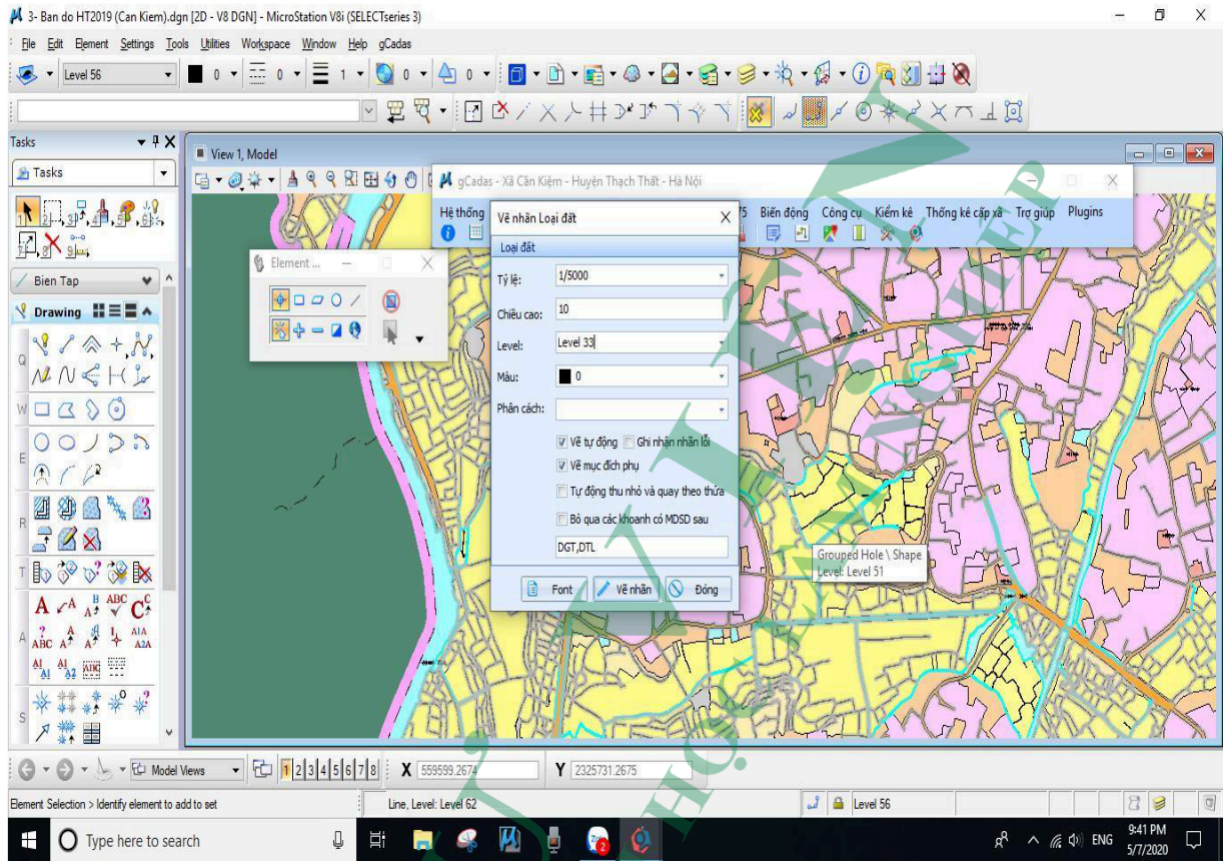 3- Ban do HT2019 (Can Kiem).dgn [2D - V8 DGN] - MicroStation V8i (SELECTseries 3)
File Edit Element Settings Tools Utilities Workspace Window Help gCadas
Level 56 0 0 1 0 0
Tasks
View 1, Model
Tasks
gCadas - Xã Cần Kiệm - Huyện Thạch Thất - Hà Nội
Hệ thống Biến động Công cụ Kiểm kê Thống kê cấp xã Trợ giúp Plugins
Vẽ nhãn Loại đất
Loại đất
Element ...
Bien Tap
Tỷ lệ: 1/5000
Drawing
Chiều cao: 10
Level: Level 33
Màu: 0
Phân cách:
Vẽ tự động Ghi nhận nhãn lỗi
Vẽ mục đích phụ
Tự động thu nhỏ và quay theo thửa
Bỏ qua các khoanh có MDSD sau
DGT,DTL
Grouped Hole \ Shape
Level: Level 51
Font Vẽ nhãn Đóng
Model Views 1 2 3 4 5 6 7 8 X 559599.2674 Y 2325731.2675
Element Selection > Identify element to add to set Line, Level: Level 62 Level 56
Type here to search
ENG
9:41 PM
5/7/2020